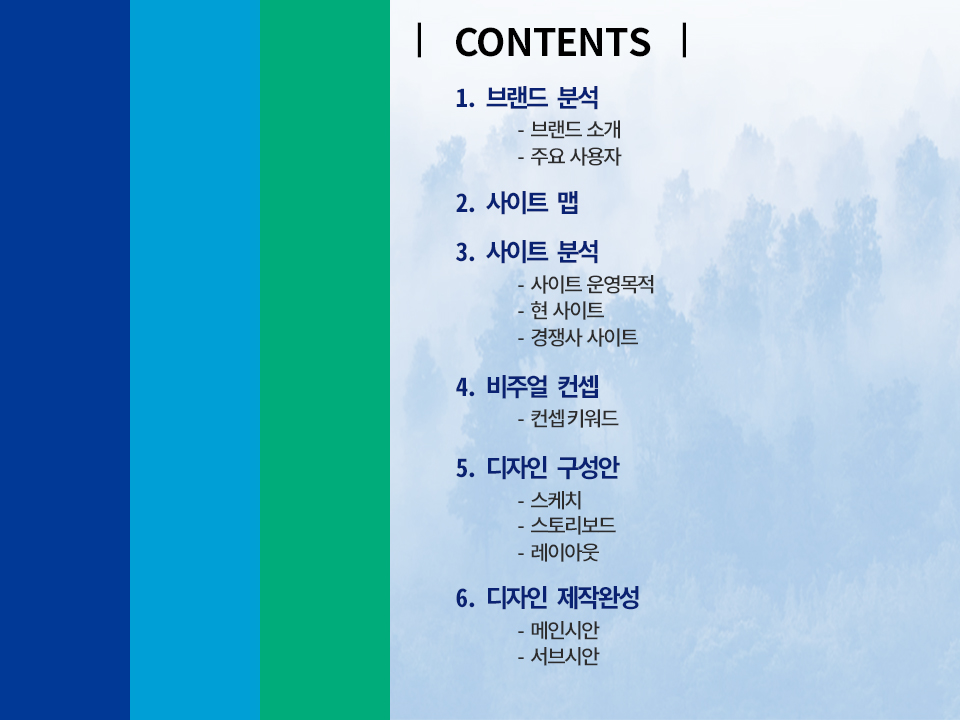 | CONTENTS |
1. 브랜드 분석
- 브랜드 소개
- 주요 사용자
2. 사이트 맵
3. 사이트 분석
- 사이트 운영목적
- 현 사이트
- 경쟁사 사이트
4. 비주얼 컨셉
- 컨셉 키워드
5. 디자인 구성안
- 스케치
- 스토리보드
- 레이아웃
6. 디자인 제작완성
- 메인시안
- 서브시안